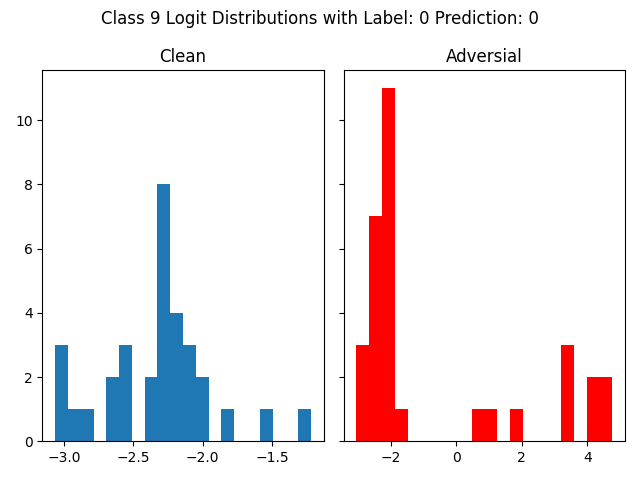 Class 9 Logit Distributions with Label: 0 Prediction: 0
Clean
Adversial
10
8
6
4
2
0
−3.0 −2.5 −2.0 −1.5
−2 0 2 4